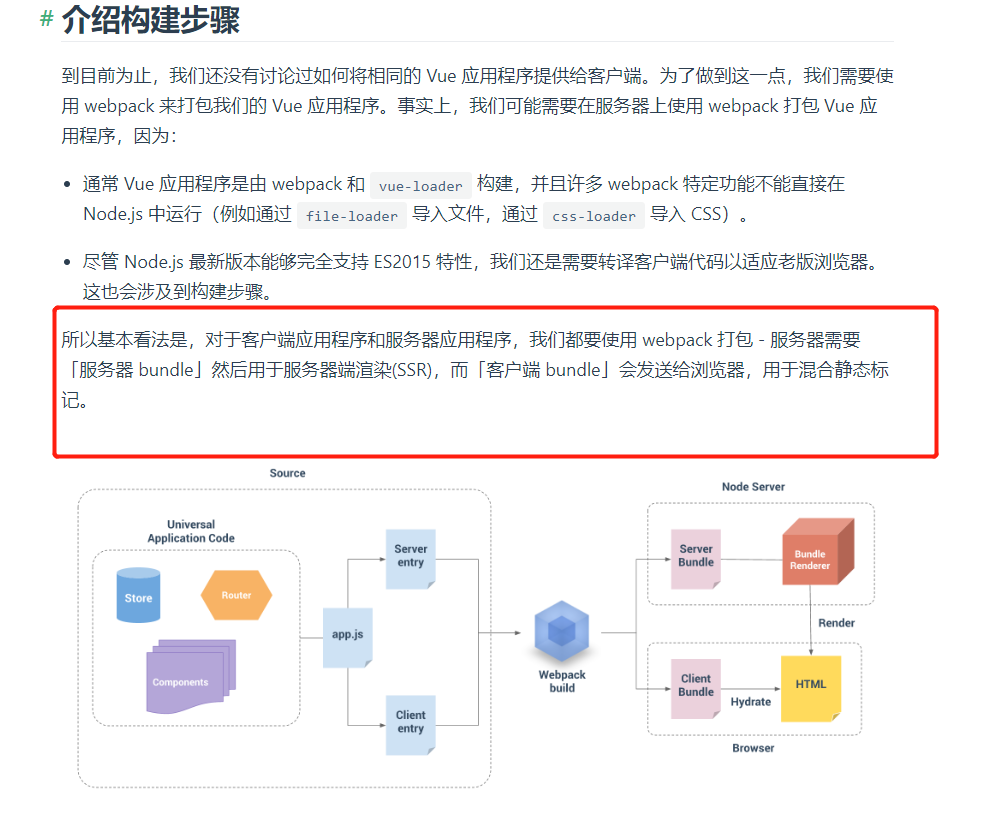 # 介绍构建步骤
到目前为止，我们还没有讨论过如何将相同的 Vue 应用程序提供给客户端。为了做到这一点，我们需要使
用 webpack 来打包我们的 Vue 应用程序。事实上，我们可能需要在服务器上使用 webpack 打包 Vue 应
用程序，因为：
• 通常 Vue 应用程序是由 webpack 和 vue-loader 构建，并且许多 webpack 特定功能不能直接在
Node.js 中运行（例如通过 file-loader 导入文件，通过 css-loader 导入 CSS）。
• 尽管 Node.js 最新版本能够完全支持 ES2015 特性，我们还是需要转译客户端代码以适应老版浏览器。
这也会涉及到构建步骤。
所以基本看法是，对于客户端应用程序和服务器应用程序，我们都要使用 webpack 打包 - 服务器需要
「服务器 bundle」然后用于服务器端渲染(SSR)，而「客户端 bundle」会发送给浏览器，用于混合静态标
记。
Source
Universal
Application Code
Store
Router
Components
app.js
Server
entry
Client
entry
Webpack
build
Node Server
Server
Bundle
Bundle
Renderer
Render
Client
Bundle
Hydrate
HTML
Browser